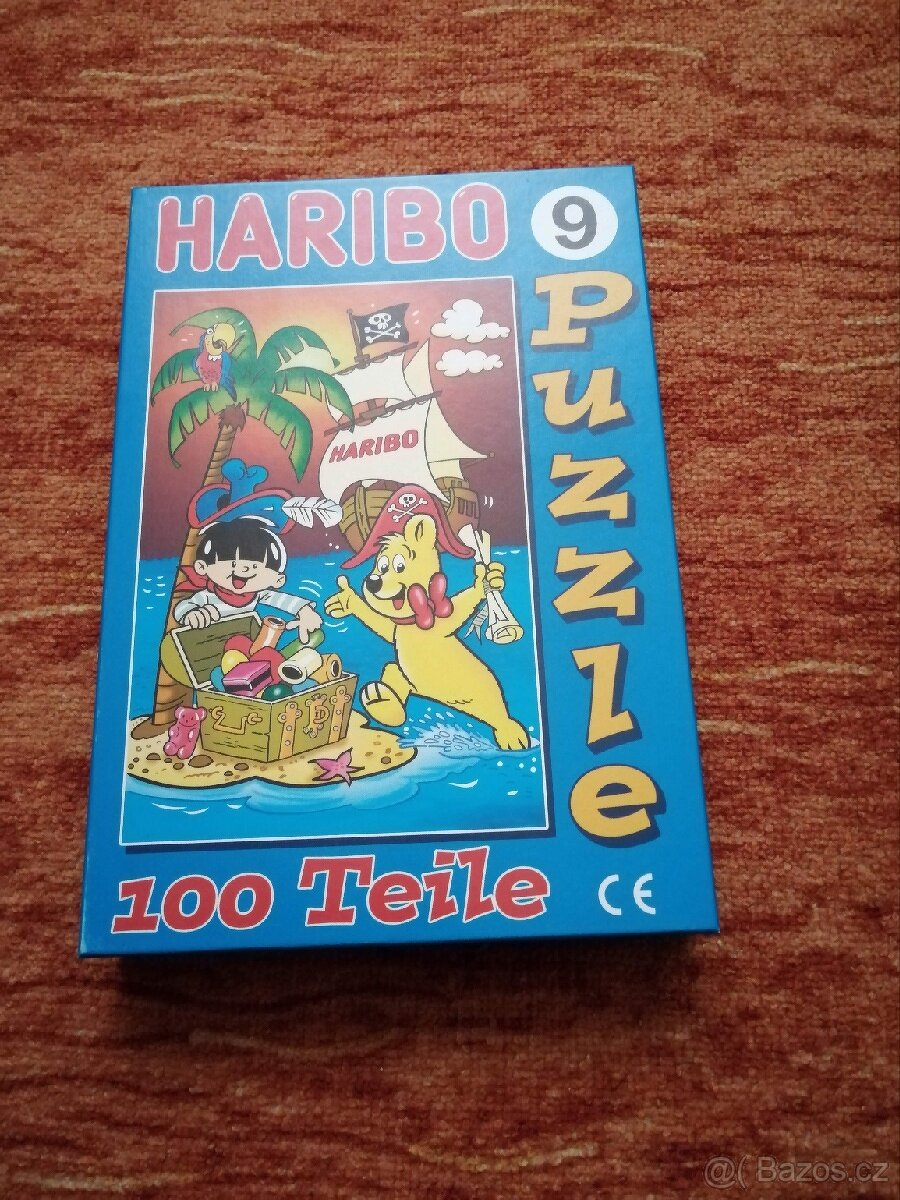 HARIBO
9
Puzzle
HARIBO
100 Teile
CE
@( Bazos.cz